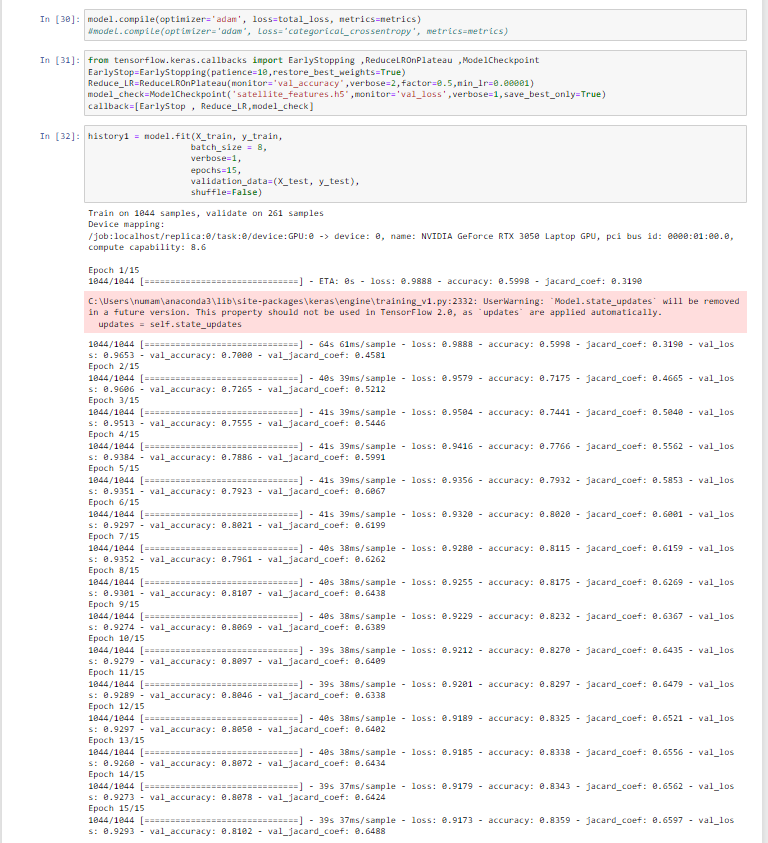 In [30]: model.compile(optimizer='adam', loss=total_loss, metrics=metrics)
#model.compile(optimizer='adam', loss='categorical_crossentropy', metrics=metrics)
In [31]: from tensorflow.keras.callbacks import EarlyStopping ,ReduceLROnPlateau ,ModelCheckpoint
EarlyStop=EarlyStopping(patience=10,restore_best_weights=True)
Reduce_LR=ReduceLROnPlateau(monitor='val_accuracy',verbose=2,factor=0.5,min_lr=0.00001)
model_check=ModelCheckpoint('satellite_features.h5',monitor='val_loss',verbose=1,save_best_only=True)
callback=[EarlyStop , Reduce_LR,model_check]
In [32]: history1 = model.fit(X_train, y_train,
batch_size = 8,
verbose=1,
epochs=15,
validation_data=(X_test, y_test),
shuffle=False)
Train on 1044 samples, validate on 261 samples
Device mapping:
/job:localhost/replica:0/task:0/device:GPU:0 -> device: 0, name: NVIDIA GeForce RTX 3050 Laptop GPU, pci bus id: 0000:01:00.0,
compute capability: 8.6
Epoch 1/15
1044/1044 [==============================] - ETA: 0s - loss: 0.9888 - accuracy: 0.5998 - jacard_coef: 0.3190
C:\Users\numam\anaconda3\lib\site-packages\keras\engine\training_v1.py:2332: UserWarning: `Model.state_updates` will be removed
in a future version. This property should not be used in TensorFlow 2.0, as `updates` are applied automatically.
updates = self.state_updates
1044/1044 [==============================] - 64s 61ms/sample - loss: 0.9888 - accuracy: 0.5998 - jacard_coef: 0.3190 - val_los
s: 0.9653 - val_accuracy: 0.7000 - val_jacard_coef: 0.4581
Epoch 2/15
1044/1044 [==============================] - 40s 39ms/sample - loss: 0.9579 - accuracy: 0.7175 - jacard_coef: 0.4665 - val_los
s: 0.9606 - val_accuracy: 0.7265 - val_jacard_coef: 0.5212
Epoch 3/15
1044/1044 [==============================] - 41s 39ms/sample - loss: 0.9504 - accuracy: 0.7441 - jacard_coef: 0.5040 - val_los
s: 0.9513 - val_accuracy: 0.7555 - val_jacard_coef: 0.5446
Epoch 4/15
1044/1044 [==============================] - 41s 39ms/sample - loss: 0.9416 - accuracy: 0.7766 - jacard_coef: 0.5562 - val_los
s: 0.9384 - val_accuracy: 0.7886 - val_jacard_coef: 0.5991
Epoch 5/15
1044/1044 [==============================] - 41s 39ms/sample - loss: 0.9356 - accuracy: 0.7932 - jacard_coef: 0.5853 - val_los
s: 0.9351 - val_accuracy: 0.7923 - val_jacard_coef: 0.6067
Epoch 6/15
1044/1044 [==============================] - 41s 39ms/sample - loss: 0.9320 - accuracy: 0.8020 - jacard_coef: 0.6001 - val_los
s: 0.9297 - val_accuracy: 0.8021 - val_jacard_coef: 0.6199
Epoch 7/15
1044/1044 [==============================] - 40s 38ms/sample - loss: 0.9280 - accuracy: 0.8115 - jacard_coef: 0.6159 - val_los
s: 0.9352 - val_accuracy: 0.7961 - val_jacard_coef: 0.6262
Epoch 8/15
1044/1044 [==============================] - 40s 38ms/sample - loss: 0.9255 - accuracy: 0.8175 - jacard_coef: 0.6269 - val_los
s: 0.9301 - val_accuracy: 0.8107 - val_jacard_coef: 0.6438
Epoch 9/15
1044/1044 [==============================] - 40s 38ms/sample - loss: 0.9229 - accuracy: 0.8232 - jacard_coef: 0.6367 - val_los
s: 0.9274 - val_accuracy: 0.8069 - val_jacard_coef: 0.6389
Epoch 10/15
1044/1044 [==============================] - 39s 38ms/sample - loss: 0.9212 - accuracy: 0.8270 - jacard_coef: 0.6435 - val_los
s: 0.9279 - val_accuracy: 0.8097 - val_jacard_coef: 0.6409
Epoch 11/15
1044/1044 [==============================] - 39s 38ms/sample - loss: 0.9201 - accuracy: 0.8297 - jacard_coef: 0.6479 - val_los
s: 0.9289 - val_accuracy: 0.8046 - val_jacard_coef: 0.6338
Epoch 12/15
1044/1044 [==============================] - 40s 38ms/sample - loss: 0.9189 - accuracy: 0.8325 - jacard_coef: 0.6521 - val_los
s: 0.9297 - val_accuracy: 0.8050 - val_jacard_coef: 0.6402
Epoch 13/15
1044/1044 [==============================] - 40s 38ms/sample - loss: 0.9185 - accuracy: 0.8338 - jacard_coef: 0.6556 - val_los
s: 0.9260 - val_accuracy: 0.8072 - val_jacard_coef: 0.6434
Epoch 14/15
1044/1044 [==============================] - 39s 37ms/sample - loss: 0.9179 - accuracy: 0.8343 - jacard_coef: 0.6562 - val_los
s: 0.9273 - val_accuracy: 0.8078 - val_jacard_coef: 0.6424
Epoch 15/15
1044/1044 [==============================] - 39s 37ms/sample - loss: 0.9173 - accuracy: 0.8359 - jacard_coef: 0.6597 - val_los
s: 0.9293 - val_accuracy: 0.8102 - val_jacard_coef: 0.6488